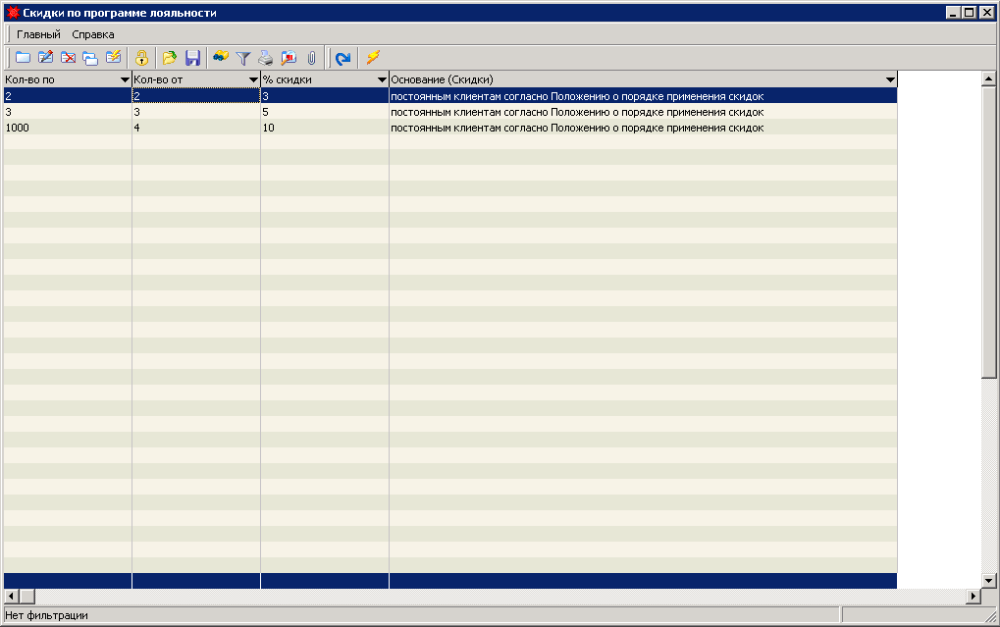 Скидки по программе лояльности
Главный Справка
Кол-во по Кол-во от % скидки Основание (Скидки)
2 2 3 постоянным клиентам согласно Положению о порядке применения скидок
3 3 5 постоянным клиентам согласно Положению о порядке применения скидок
1000 4 10 постоянным клиентам согласно Положению о порядке применения скидок
Нет фильтрации